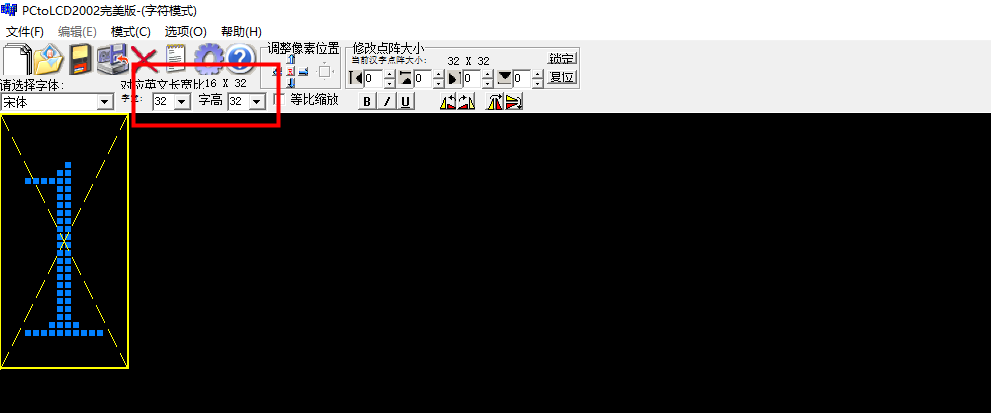 PCtoLCD2002完美版-(字符模式)
文件(F) 编辑(E) 模式(C) 选项(O) 帮助(H)
调整像素位置 修改点阵大小
当前汉字点阵大小: 32 X 32 锁定
0 0 0 0 复位
请选择字体: 对应英文长宽比:16 X 32
宋体 字宽: 32 字高 32 等比缩放 B / U